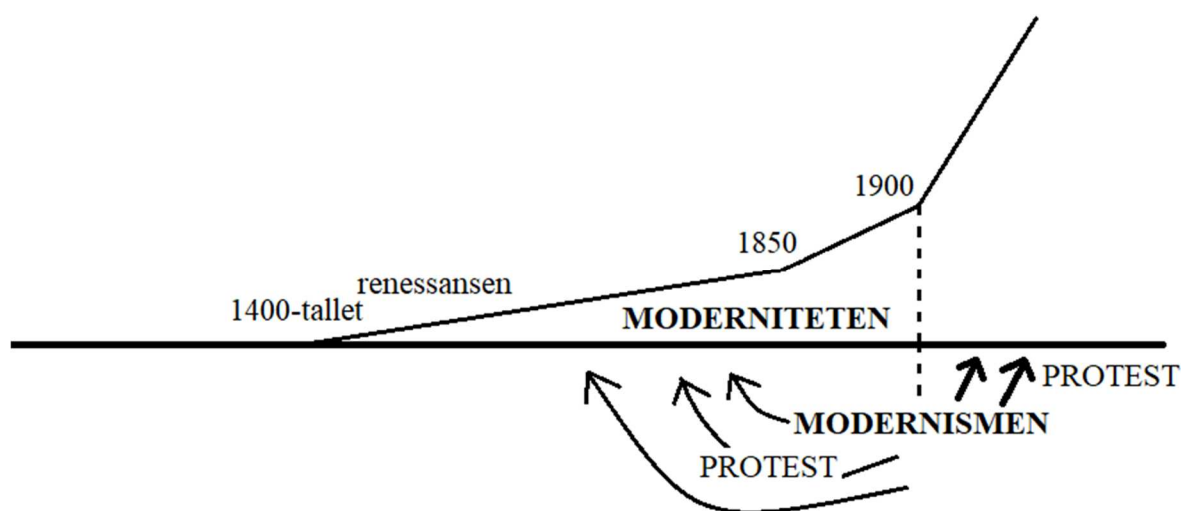 1900
1850
renessansen
1400-tallet
MODERNITETEN
PROTEST
MODERNISMEN
PROTEST